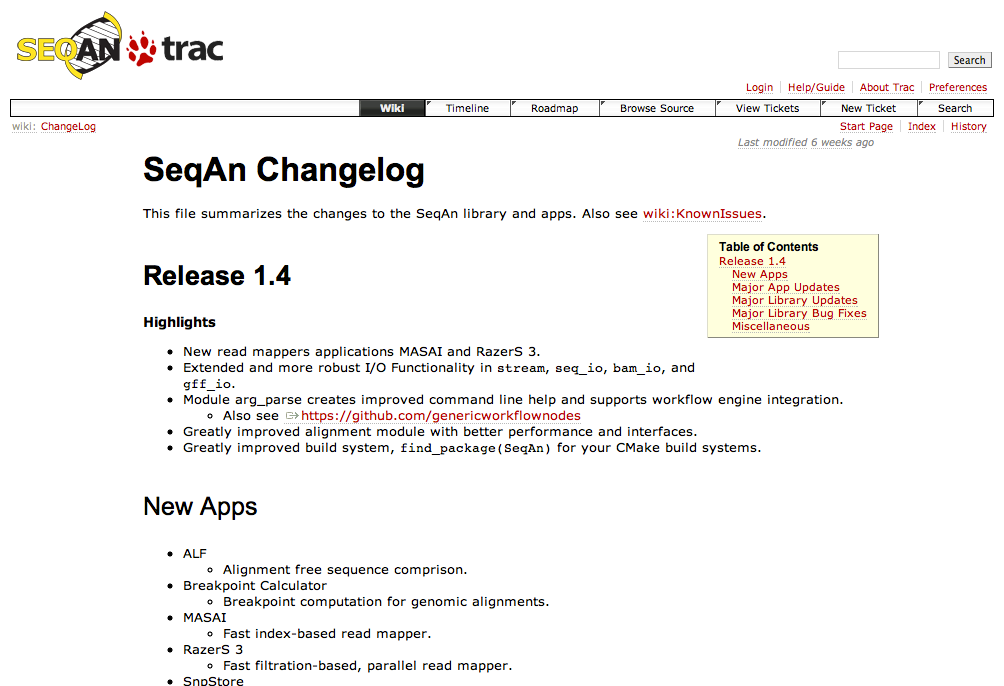 SEQAN trac
Search
Login Help/Guide About Trac Preferences
Wiki Timeline Roadmap Browse Source View Tickets New Ticket Search
wiki: ChangeLog Start Page Index History
Last modified 6 weeks ago
SeqAn Changelog
This file summarizes the changes to the SeqAn library and apps. Also see wiki:KnownIssues.
Table of Contents
Release 1.4
New Apps
Major App Updates
Major Library Updates
Major Library Bug Fixes
Miscellaneous
Release 1.4
Highlights
New read mappers applications MASAI and RazerS 3.
Extended and more robust I/O Functionality in stream, seq_io, bam_io, and
gff_io.
Module arg_parse creates improved command line help and supports workflow engine integration.
Also see https://github.com/genericworkflownodes
Greatly improved alignment module with better performance and interfaces.
Greatly improved build system, find_package(SeqAn) for your CMake build systems.
New Apps
ALF
Alignment free sequence comprison.
Breakpoint Calculator
Breakpoint computation for genomic alignments.
MASAI
Fast index-based read mapper.
RazerS 3
Fast filtration-based, parallel read mapper.
SnpStore